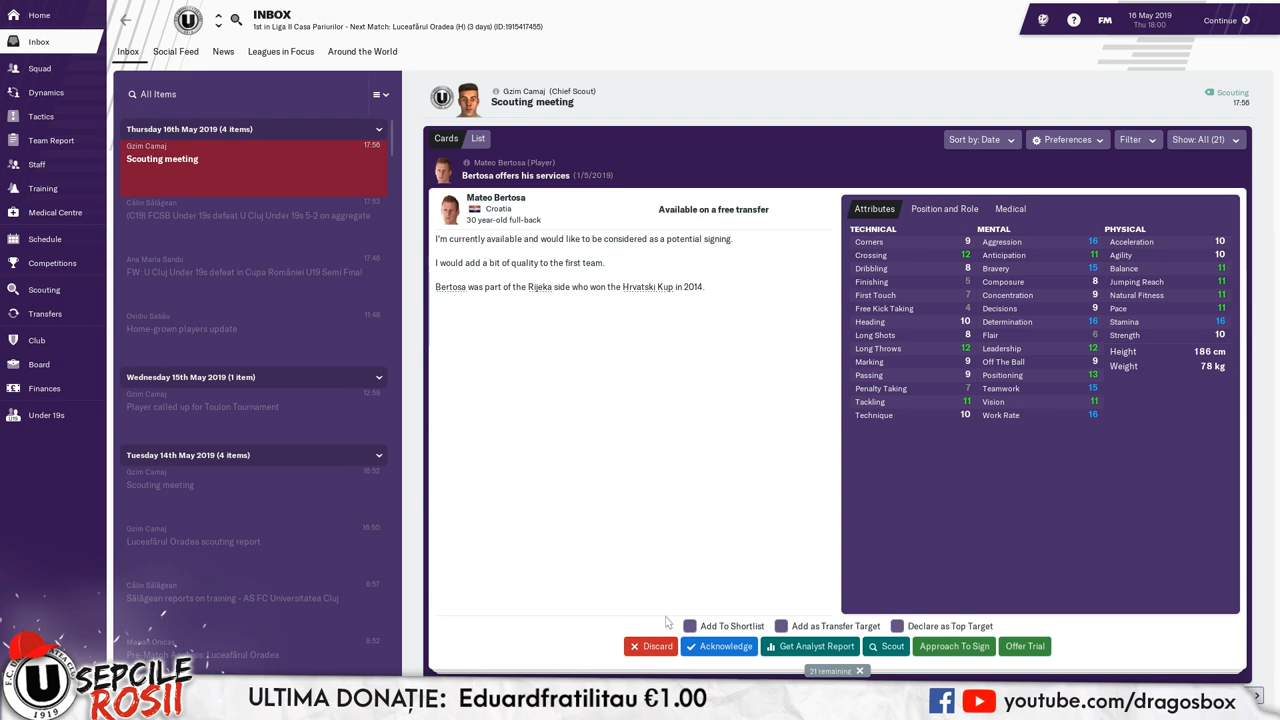 INBOX
1st in Liga II Casa Pariurilor - Next Match: Luceafărul Oradea (H) (3 days) (ID:1915417455)
FM
16 May 2019
Thu 18:00
Continue
Home
Inbox
Squad
Dynamics
Tactics
Team Report
Staff
Training
Medical Centre
Schedule
Competitions
Scouting
Transfers
Club
Board
Finances
Under 19s
Inbox Social Feed News Leagues in Focus Around the World
All Items
Thursday 16th May 2019 (4 items)
Gzim Camaj 17:56
Scouting meeting
Călin Sălăgean 17:53
(C19) FCSB Under 19s defeat U Cluj Under 19s 5-2 on aggregate
Ana Maria Sandu 17:46
FW: U Cluj Under 19s defeat in Cupa României U19 Semi Final
Ovidiu Sabău 11:48
Home-grown players update
Wednesday 15th May 2019 (1 item)
Gzim Camaj 12:59
Player called up for Toulon Tournament
Tuesday 14th May 2019 (4 items)
Gzim Camaj 16:52
Scouting meeting
Gzim Camaj 16:50
Luceafărul Oradea scouting report
Călin Sălăgean 8:57
Sălăgean reports on training - AS FC Universitatea Cluj
Marian Onicas 8:52
Pre-Match Analysis: Luceafărul Oradea
Gzim Camaj (Chief Scout)
Scouting meeting
Scouting
17:56
Cards List
Sort by: Date Preferences Filter Show: All (21)
Mateo Bertosa (Player)
Bertosa offers his services (1/5/2019)
Mateo Bertosa
Croatia
30 year-old full-back
Available on a free transfer
I'm currently available and would like to be considered as a potential signing.
I would add a bit of quality to the first team.
Bertosa was part of the Rijeka side who won the Hrvatski Kup in 2014.
Attributes Position and Role Medical
TECHNICAL MENTAL PHYSICAL
Corners 9 Aggression 16 Acceleration 10
Crossing 12 Anticipation 11 Agility 10
Dribbling 8 Bravery 15 Balance 11
Finishing 5 Composure 8 Jumping Reach 11
First Touch 7 Concentration 9 Natural Fitness 11
Free Kick Taking 4 Decisions 9 Pace 11
Heading 10 Determination 16 Stamina 16
Long Shots 8 Flair 6 Strength 10
Long Throws 12 Leadership 12 Height 186 cm
Marking 9 Off The Ball 9 Weight 78 kg
Passing 9 Positioning 13
Penalty Taking 7 Teamwork 15
Tackling 11 Vision 11
Technique 10 Work Rate 16
Add To Shortlist Add as Transfer Target Declare as Top Target
Discard Acknowledge Get Analyst Report Scout Approach To Sign Offer Trial
21 remaining
U
1919
SEPCILE
ROSII
ULTIMA DONAȚIE: Eduardfratilitau €1.00
youtube.com/dragosbox